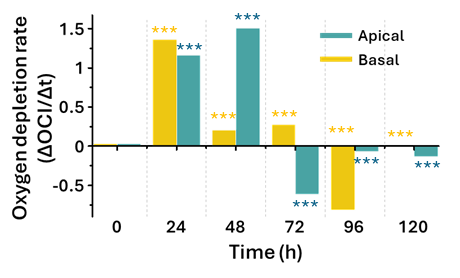 Oxygen depletion rate
(ΔOCI/Δt)
1.5
1
0.5
0
-0.5
Apical
Basal
***
***
***
***
***
***
***
***
***
***
0 24 48 72 96 120
Time (h)